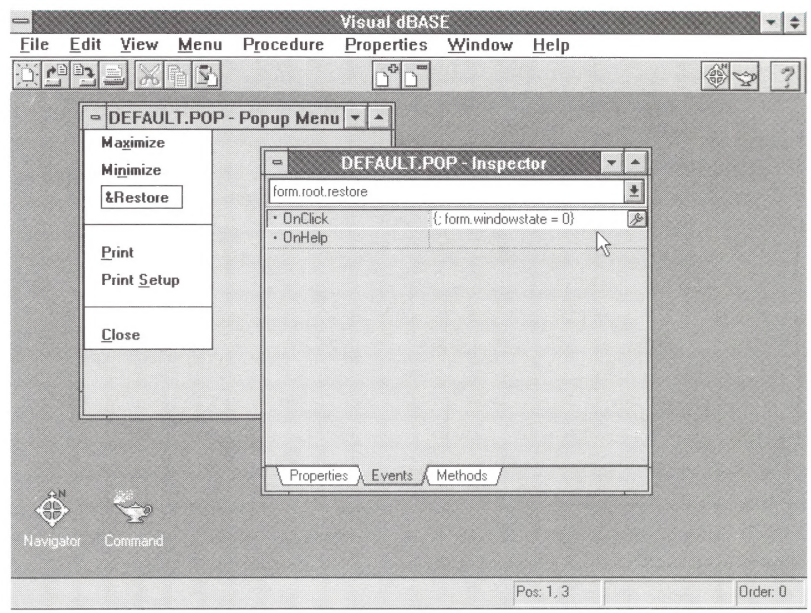 Visual dBASE
File Edit View Menu Procedure Properties Window Help
DEFAULT.POP - Popup Menu
Maximize
Minimize
&Restore
Print
Print Setup
Close
DEFAULT.POP - Inspector
form.root.restore
OnClick {; form.windowstate = 0}
OnHelp
Properties Events Methods
N
Navigator Command
Pos: 1, 3 Order: 0